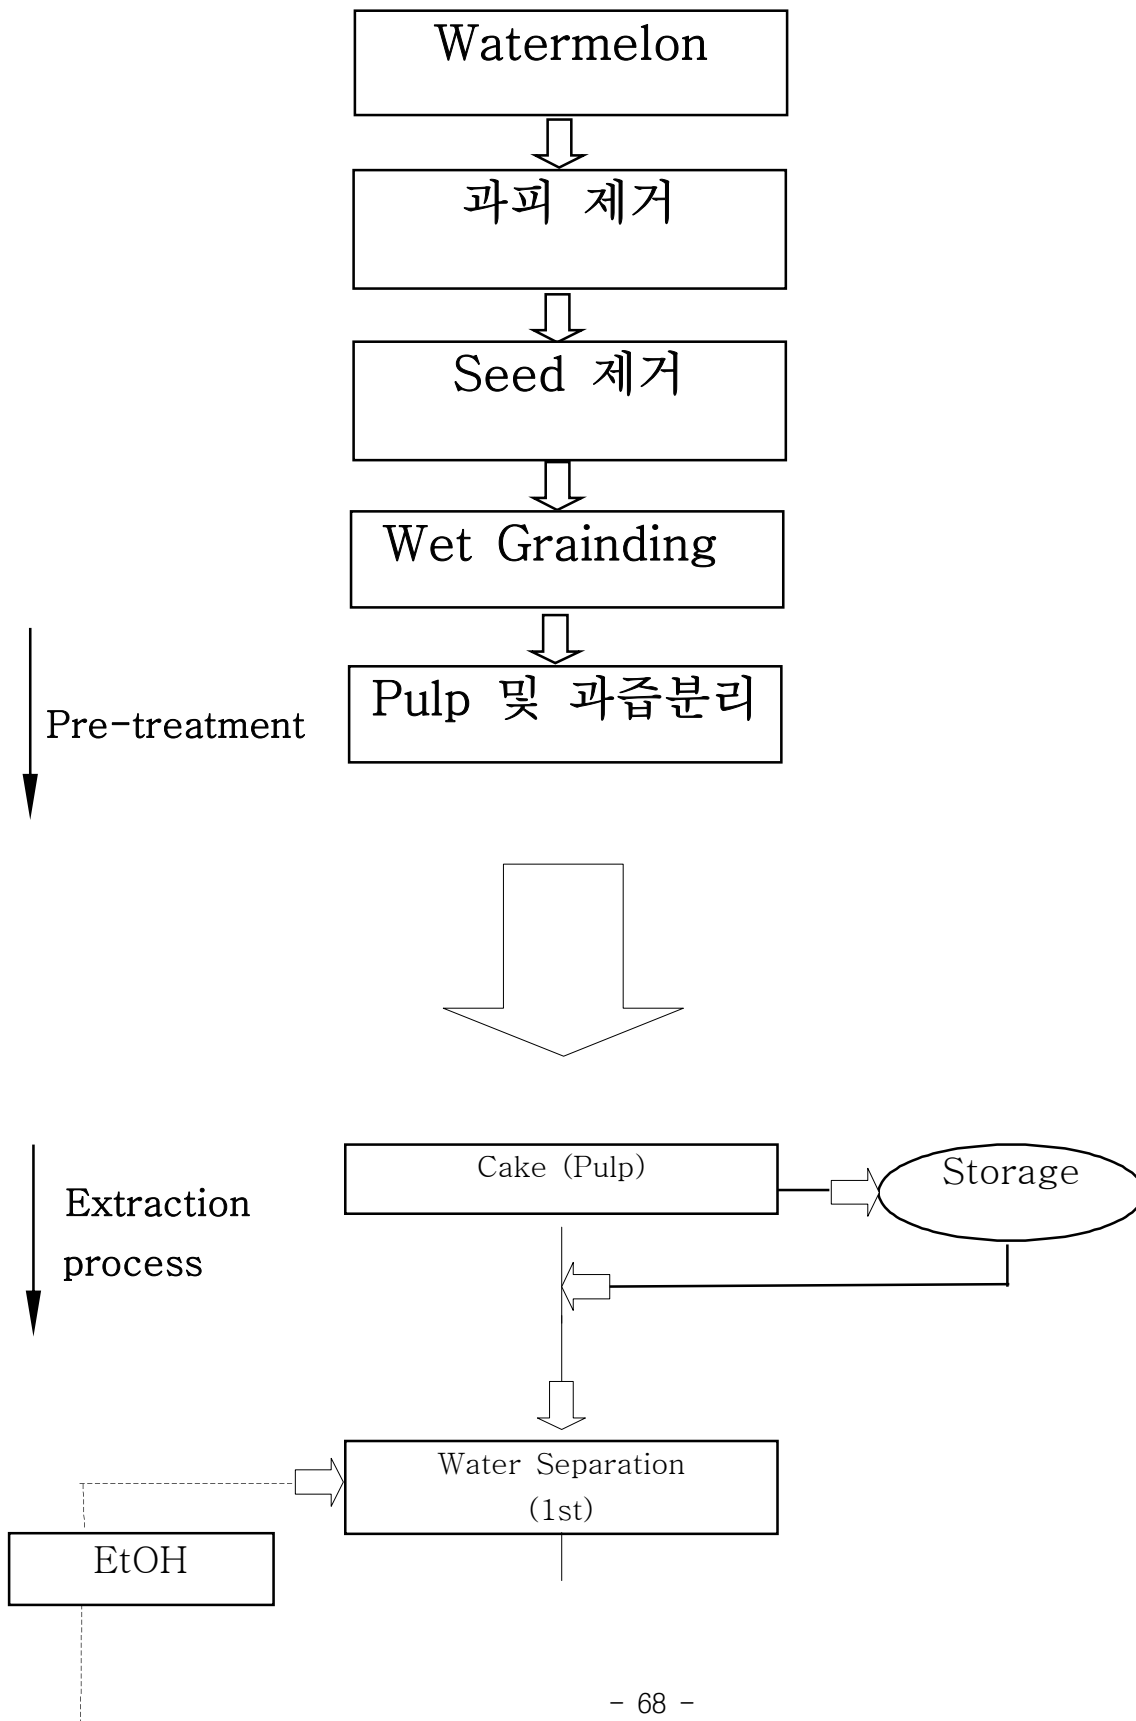 Watermelon
과피 제거
Seed 제거
Wet Grainding
Pulp 및 과즙분리
Pre-treatment
Cake (Pulp)
Storage
Extraction
process
Water Separation
(1st)
EtOH
- 68 -